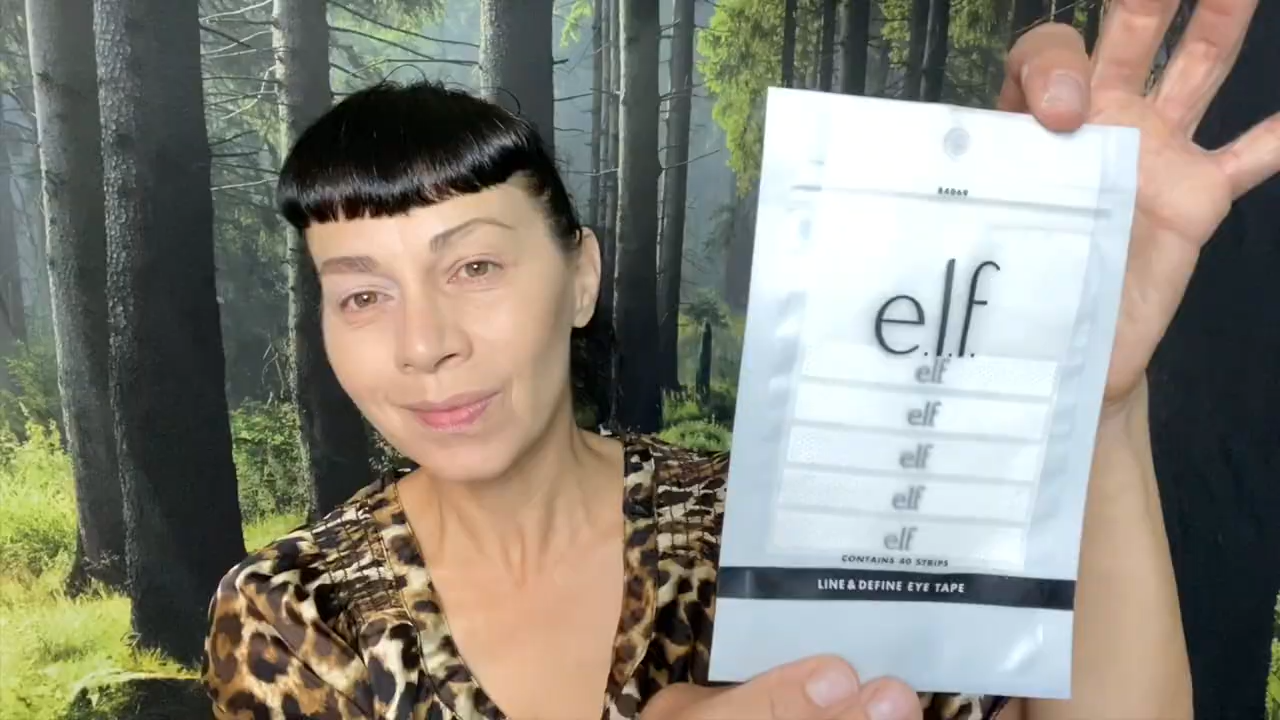 84069
e.l.f.
elf
elf
elf
elf
elf
CONTAINS 40 STRIPS
LINE & DEFINE EYE TAPE